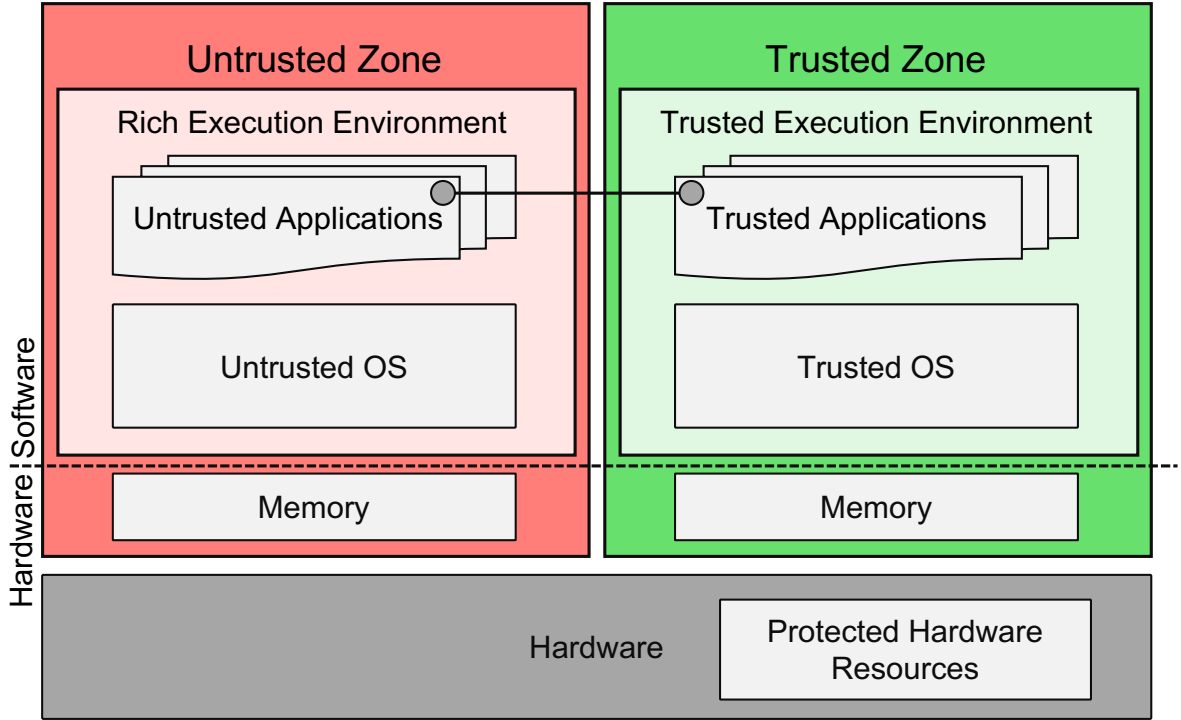 Untrusted Zone
Rich Execution Environment
Untrusted Applications
Untrusted OS
Memory
Trusted Zone
Trusted Execution Environment
Trusted Applications
Trusted OS
Memory
Software
Hardware
Hardware
Protected Hardware
Resources